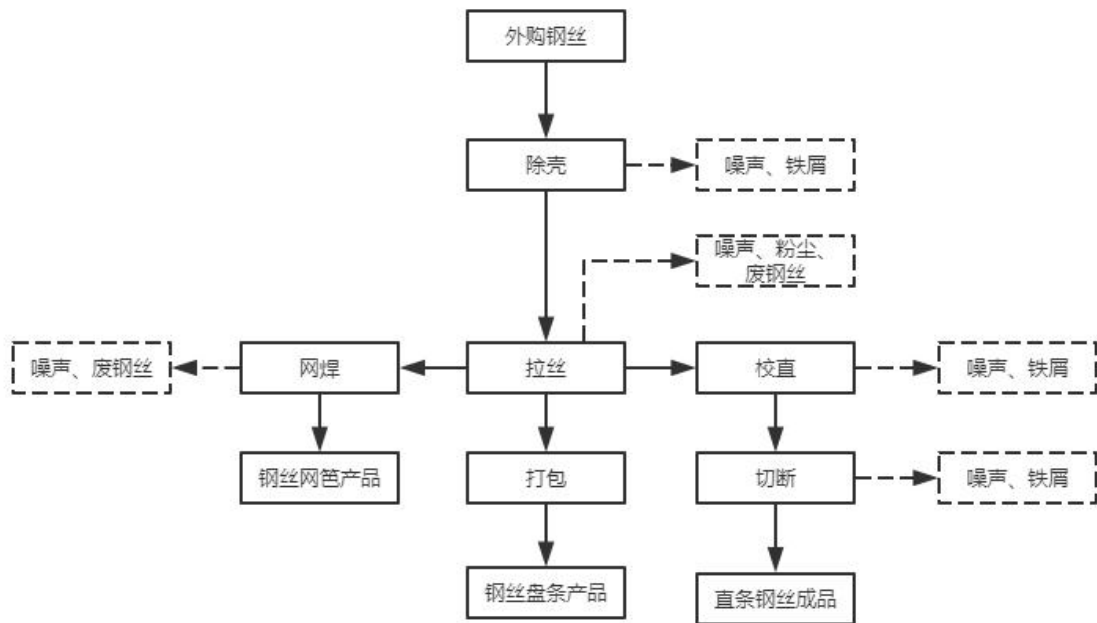 外购钢丝
除壳
噪声、铁屑
噪声、粉尘、
废钢丝
噪声、废钢丝
网焊
拉丝
校直
噪声、铁屑
钢丝网笆产品
打包
切断
噪声、铁屑
钢丝盘条产品
直条钢丝成品